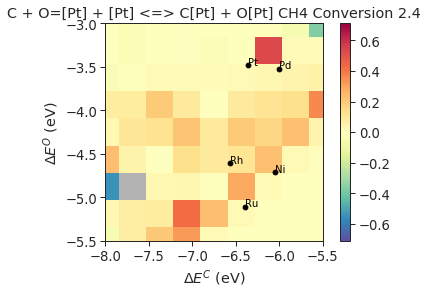 C + O=[Pt] + [Pt] <=> C[Pt] + O[Pt] CH4 Conversion 2.4
−3.0
−3.5
−4.0
−4.5
−5.0
−5.5
ΔE^O (eV)
Pt
Pd
Rh
Ni
Ru
−8.0 −7.5 −7.0 −6.5 −6.0 −5.5
ΔE^C (eV)
0.6
0.4
0.2
0.0
−0.2
−0.4
−0.6